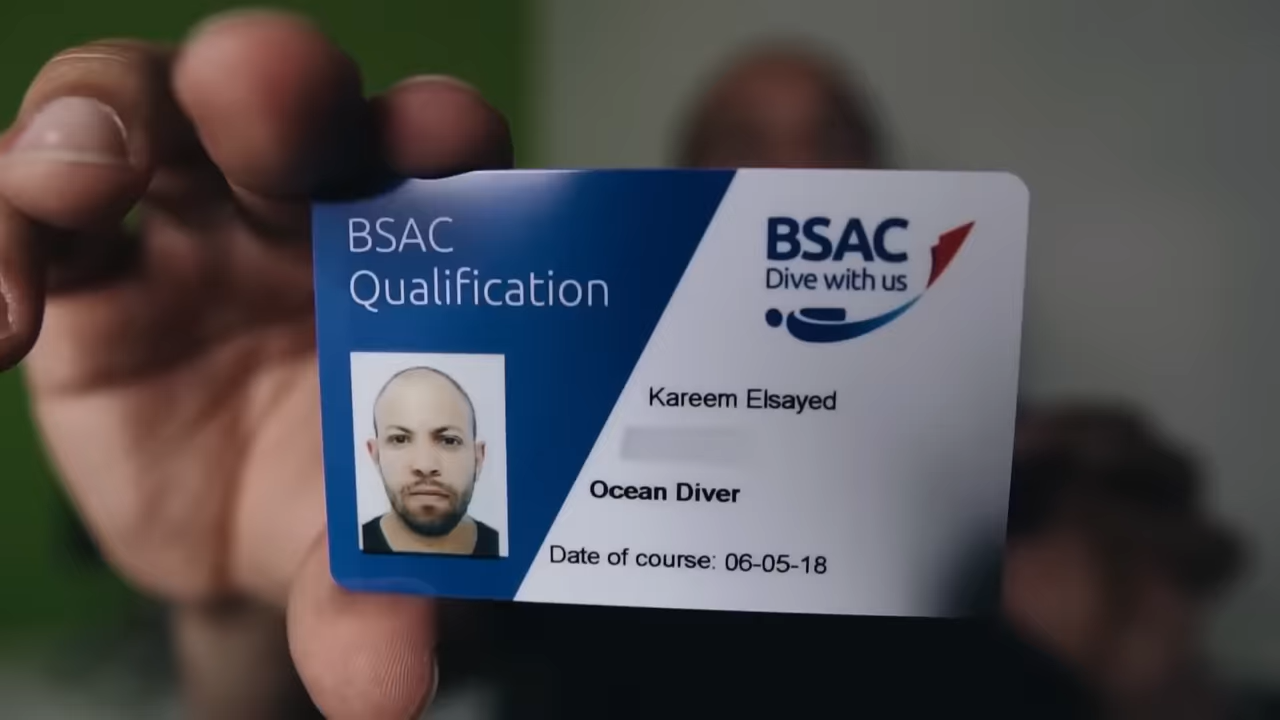 BSAC
Qualification
BSAC
Dive with us
Kareem Elsayed
Ocean Diver
Date of course: 06-05-18